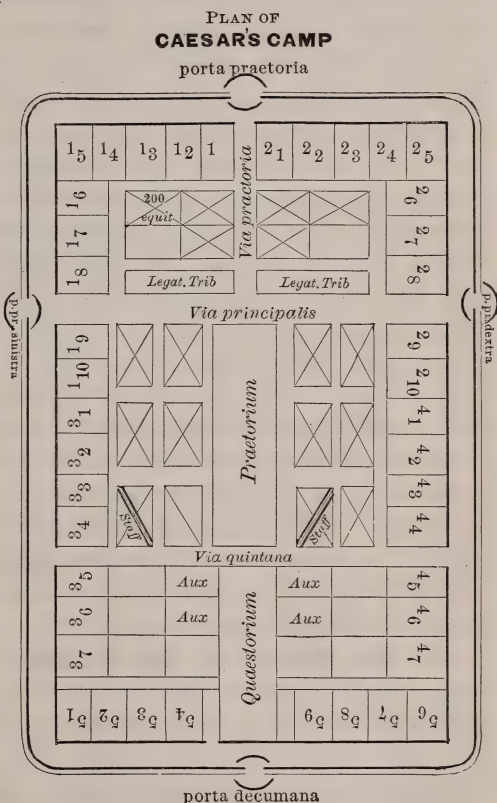 PLAN OF
CAESAR'S CAMP
porta praetoria
1₅ 1₄ 1₃ 1₂ 1 2₁ 2₂ 2₃ 2₄ 2₅
Via praetoria
1₆ 200 equit. 2₆
1₇ 2₇
1₈ Legat. Trib Legat. Trib 2₈
p.pr.sinistra
Via principalis
p.pr.dextra
1₉ 2₉
1₁₀ 2₁₀
3₁ Praetorium 4₁
3₂ 4₂
3₃ 4₃
3₄ Staff Staff 4₄
Via quintana
3₅ Aux Aux 4₅
3₆ Aux Quaestorium Aux 4₆
3₇ 4₇
5₁ 5₂ 5₃ 5₄ 5₉ 5₈ 5₇ 5₆
porta decumana